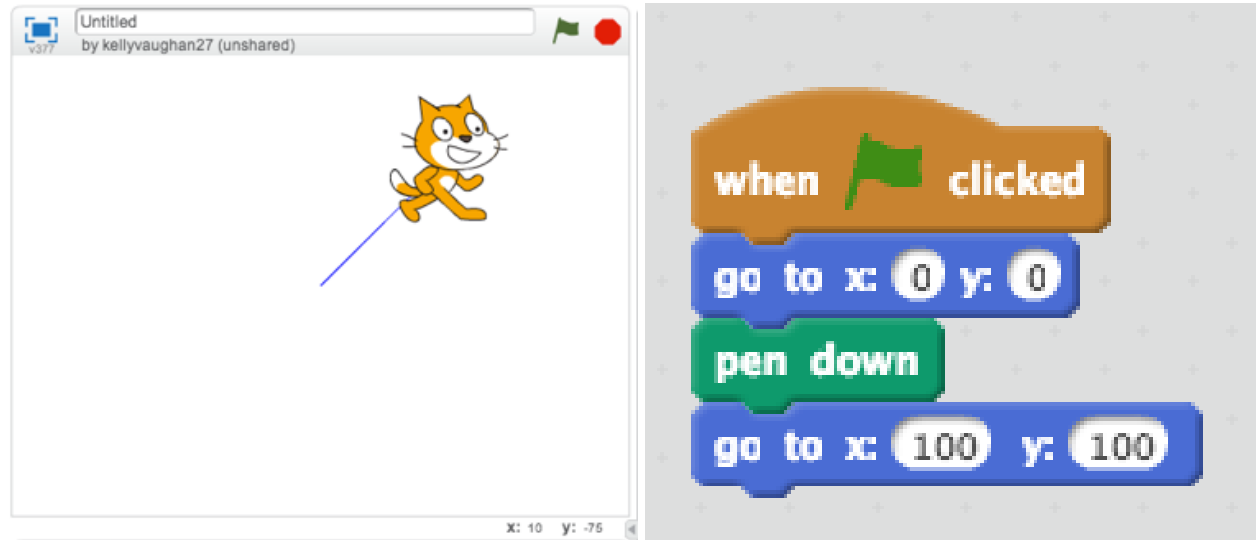 Untitled
v377
by kellyvaughan27 (unshared)
x: 10 y: -75
when clicked
go to x: 0 y: 0
pen down
go to x: 100 y: 100